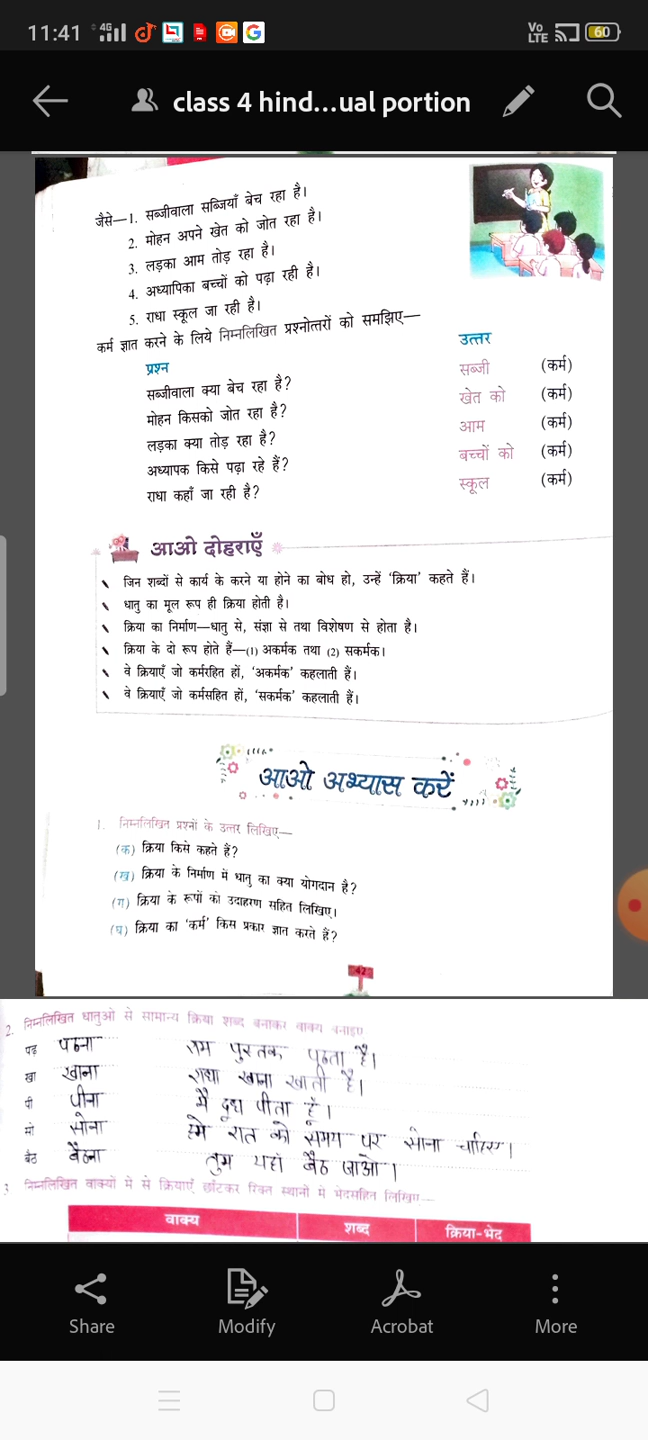 11:41 4G Vo LTE 60
class 4 hind...ual portion
जैसे—1. सब्जीवाला सब्जियाँ बेच रहा है।
2. मोहन अपने खेत को जोत रहा है।
3. लड़का आम तोड़ रहा है।
4. अध्यापिका बच्चों को पढ़ा रही है।
5. राधा स्कूल जा रही है।
कर्म ज्ञात करने के लिये निम्नलिखित प्रश्नोत्तरों को समझिए—
प्रश्न उत्तर
सब्जीवाला क्या बेच रहा है? सब्जी (कर्म)
मोहन किसको जोत रहा है? खेत को (कर्म)
लड़का क्या तोड़ रहा है? आम (कर्म)
अध्यापक किसे पढ़ा रहे हैं? बच्चों को (कर्म)
राधा कहाँ जा रही है? स्कूल (कर्म)
आओ दोहराएँ
जिन शब्दों से कार्य के करने या होने का बोध हो, उन्हें ‘क्रिया’ कहते हैं।
धातु का मूल रूप ही क्रिया होती है।
क्रिया का निर्माण—धातु से, संज्ञा से तथा विशेषण से होता है।
क्रिया के दो रूप होते हैं—(1) अकर्मक तथा (2) सकर्मक।
वे क्रियाएँ जो कर्मरहित हों, ‘अकर्मक’ कहलाती हैं।
वे क्रियाएँ जो कर्मसहित हों, ‘सकर्मक’ कहलाती हैं।
आओ अभ्यास करें
1. निम्नलिखित प्रश्नों के उत्तर लिखिए—
(क) क्रिया किसे कहते हैं?
(ख) क्रिया के निर्माण में धातु का क्या योगदान है?
(ग) क्रिया के रूपों को उदाहरण सहित लिखिए।
(घ) क्रिया का ‘कर्म’ किस प्रकार ज्ञात करते हैं?
42
2. निम्नलिखित धातुओं से सामान्य क्रिया शब्द बनाकर वाक्य बनाइए
पढ़ पढना राम पुस्तक पढता है।
खा खाना राधा खाना खाती है।
पी पीना मैं दूध पीता हूँ।
सो सोना हमे रात को समय पर सोना चाहिए।
बैठ बैठना तुम यहां बैठ जाओ।
3 निम्नलिखित वाक्यों में से क्रियाएँ छाँटकर रिक्त स्थानों में भेदसहित लिखिए—
वाक्य शब्द क्रिया-भेद
Share Modify Acrobat More